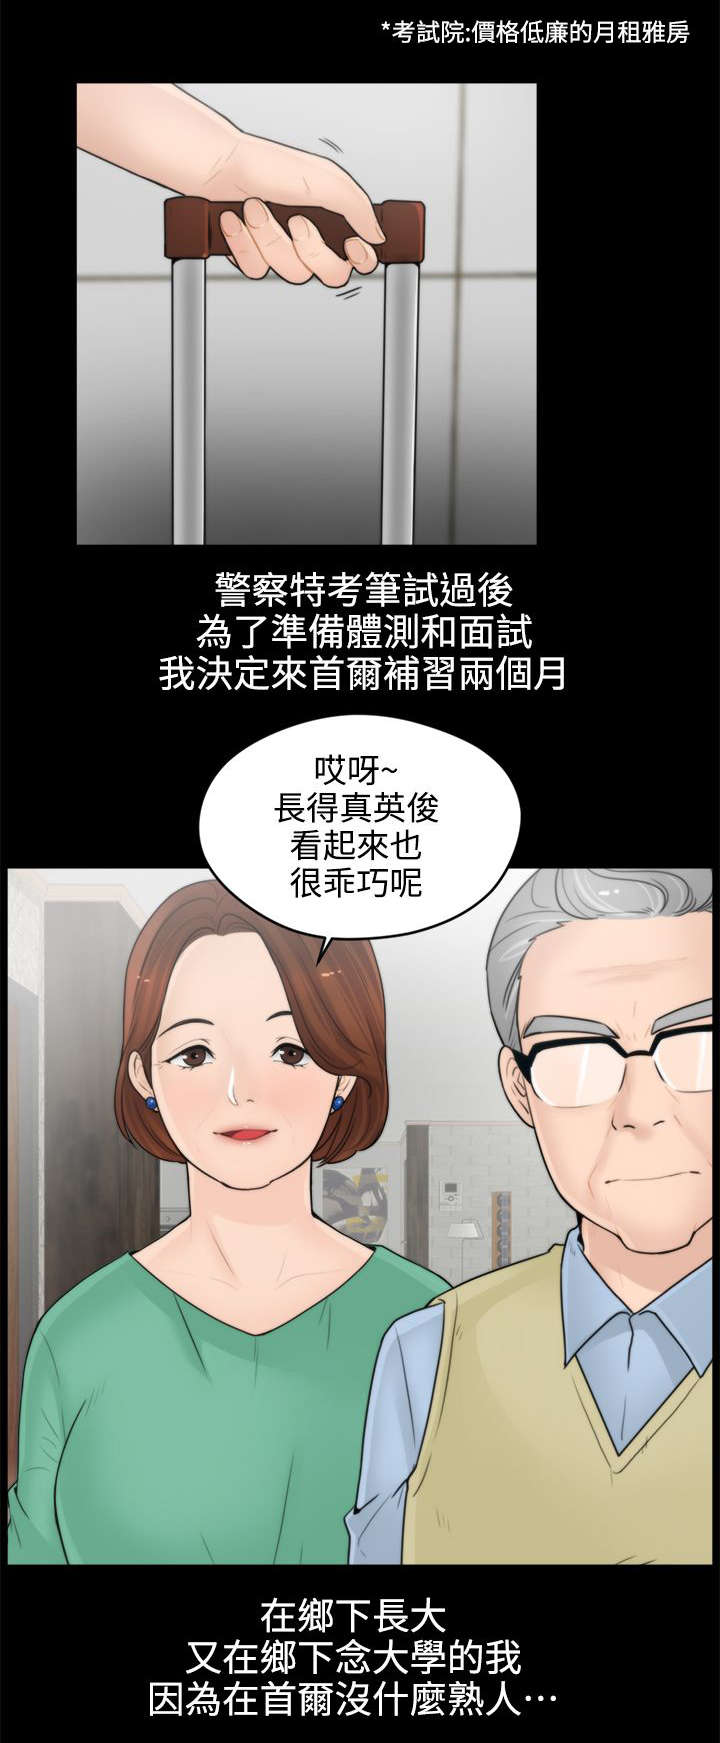 *考試院:價格低廉的月租雅房
警察特考筆試過後
為了準備體測和面試
我決定來首爾補習兩個月
哎呀~
長得真英俊
看起來也
很乖巧呢
在鄉下長大
又在鄉下念大學的我
因為在首爾沒什麼熟人⋯